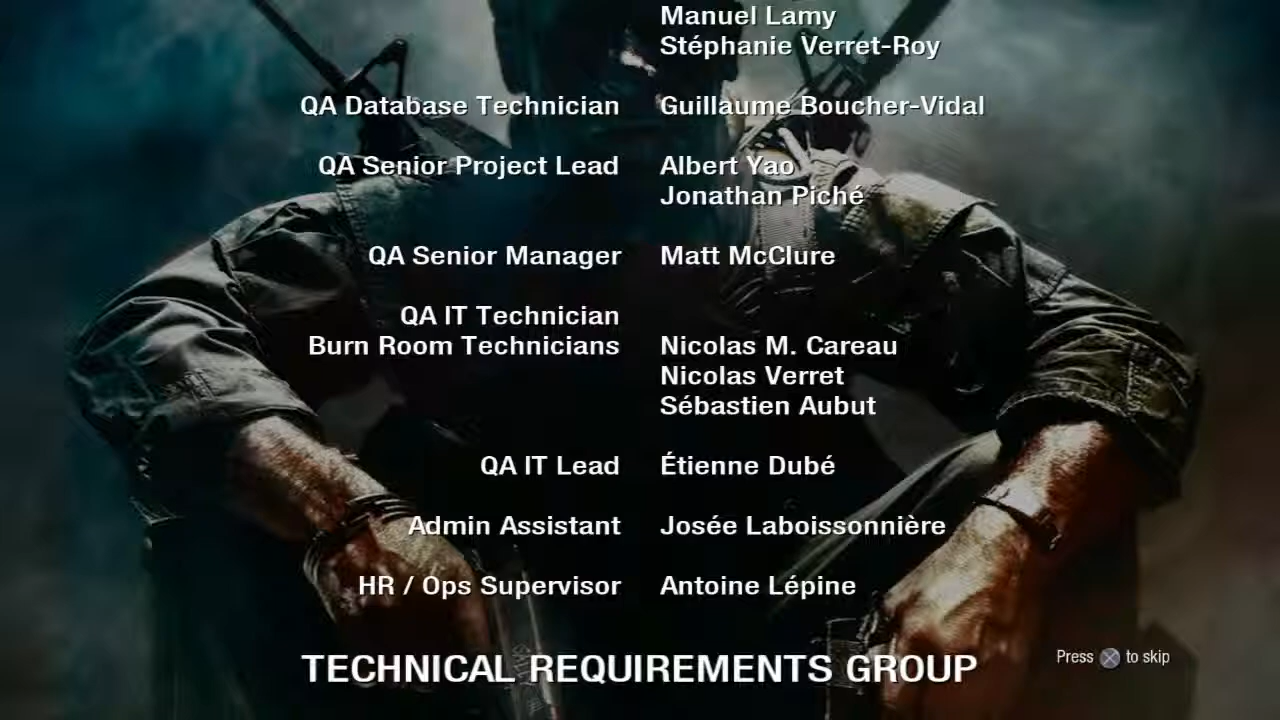 Manuel Lamy
Stéphanie Verret-Roy
QA Database Technician Guillaume Boucher-Vidal
QA Senior Project Lead Albert Yao
Jonathan Piché
QA Senior Manager Matt McClure
QA IT Technician
Burn Room Technicians Nicolas M. Careau
Nicolas Verret
Sébastien Aubut
QA IT Lead Étienne Dubé
Admin Assistant Josée Laboissonnière
HR / Ops Supervisor Antoine Lépine
TECHNICAL REQUIREMENTS GROUP
Press to skip